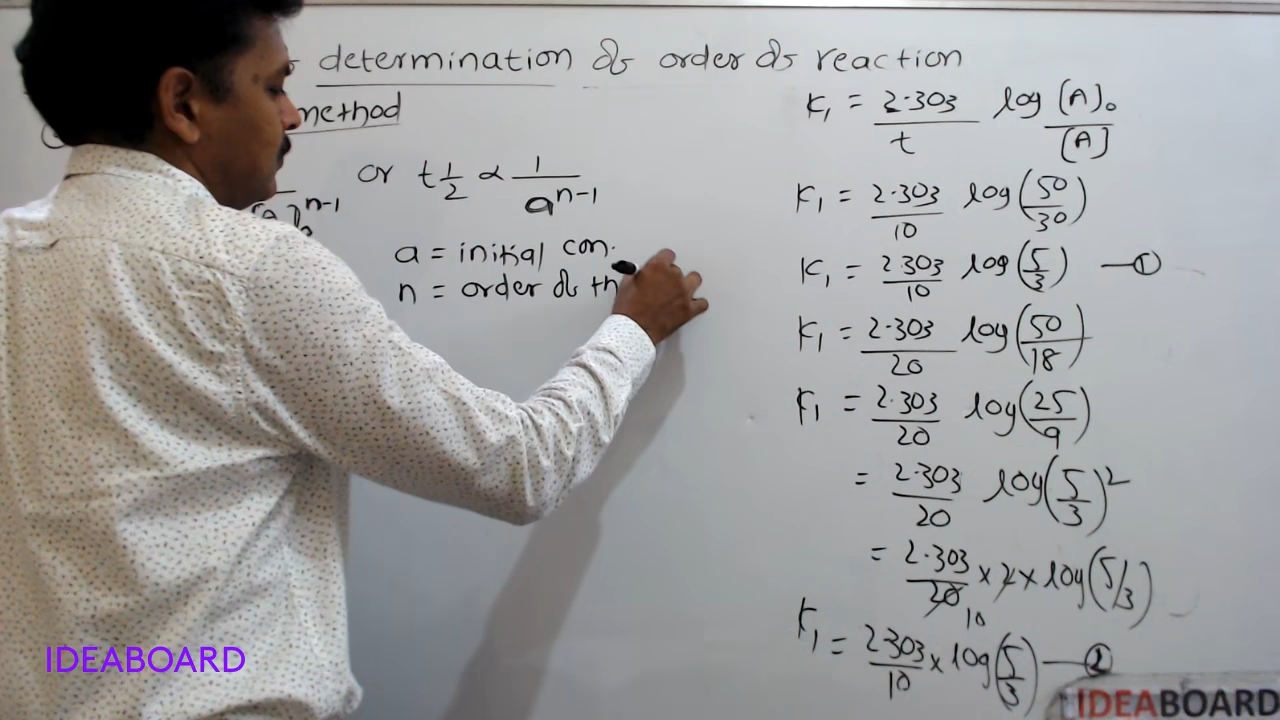 determination of order of reaction
method
[a]₀ⁿ⁻¹
or t 1/2 ∝ 1/aⁿ⁻¹
a = initial con.
n = order of th
K₁ = 2.303/t log [A]₀/[A]
K₁ = 2.303/10 log(50/30)
K₁ = 2.303/10 log(5/3) —①
K₁ = 2.303/20 log(50/18)
K₁ = 2.303/20 log(25/9)
= 2.303/20 log(5/3)²
= 2.303/20 × 2 × log(5/3)
10
K₁ = 2.303/10 × log(5/3) —②
IDEABOARD
IDEABOARD